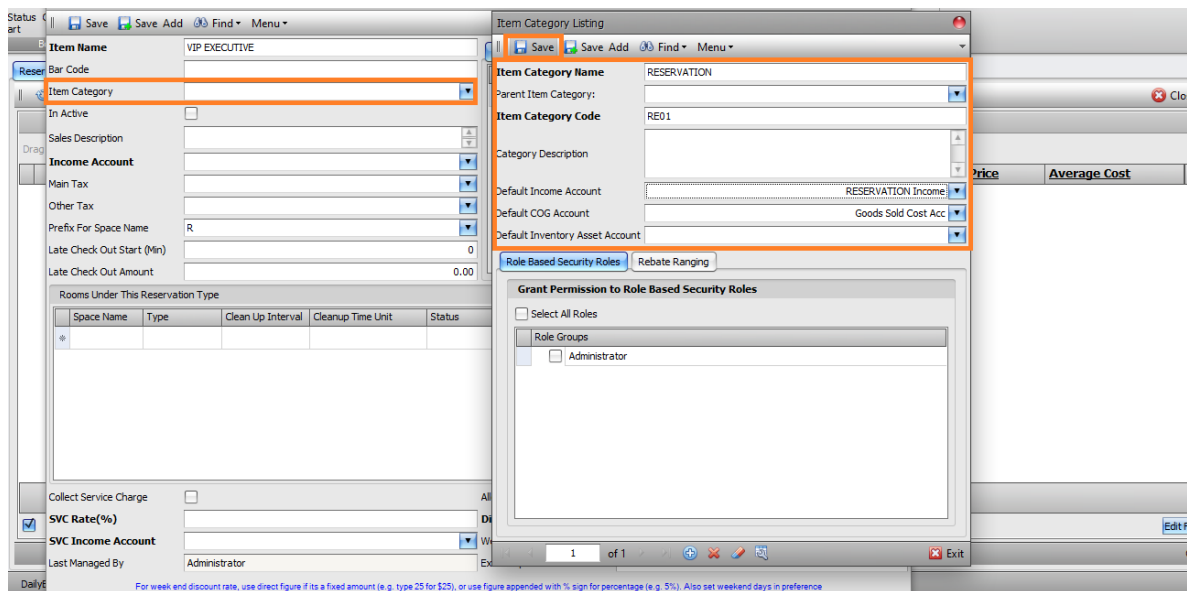 Status
art
Save Save Add Find Menu
Item Name VIP EXECUTIVE
Bar Code
Item Category
In Active
Sales Description
Income Account
Main Tax
Other Tax
Prefix For Space Name R
Late Check Out Start (Min) 0
Late Check Out Amount 0.00
Rooms Under This Reservation Type
Space Name Type Clean Up Interval Cleanup Time Unit Status
Collect Service Charge
SVC Rate(%)
SVC Income Account
Last Managed By Administrator
For week end discount rate, use direct figure if its a fixed amount (e.g. type 25 for $25), or use figure appended with % sign for percentage (e.g. 5%). Also set weekend days in preference
Item Category Listing
Save Save Add Find Menu
Item Category Name RESERVATION
Parent Item Category:
Item Category Code RE01
Category Description
Default Income Account RESERVATION Income
Default COG Account Goods Sold Cost Acc
Default Inventory Asset Account
Role Based Security Roles Rebate Ranging
Grant Permission to Role Based Security Roles
Select All Roles
Role Groups
Administrator
1 of 1 Exit
Reser
Drag
Clo
Price Average Cost
Edit